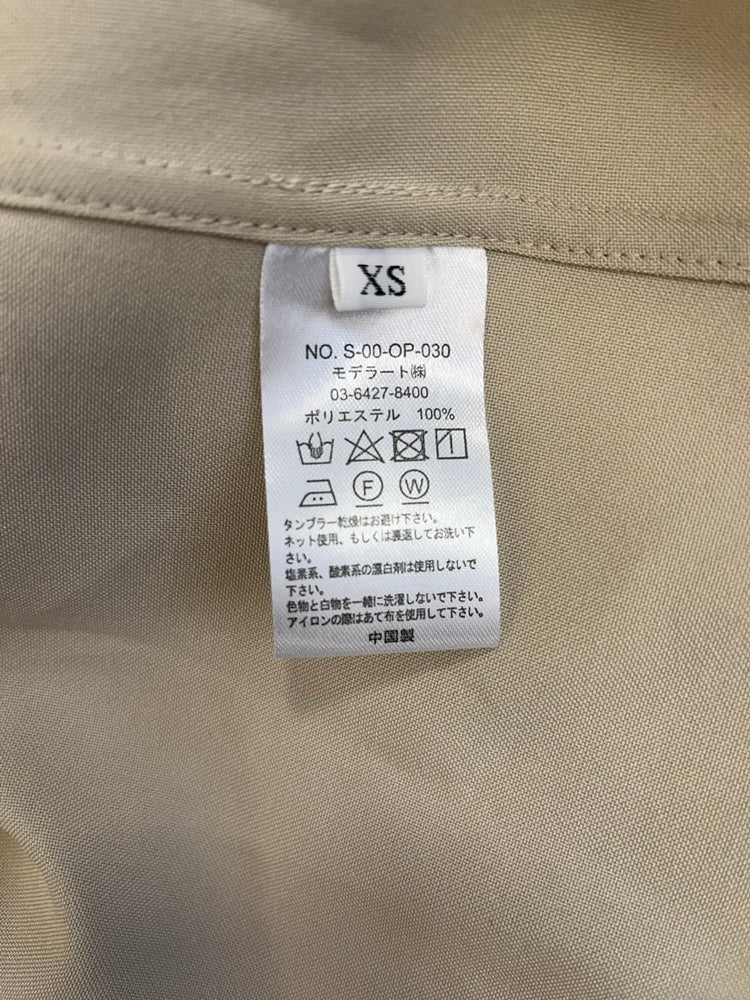 XS
NO. S-00-OP-030
モデラート㈱
03-6427-8400
ポリエステル 100%
F W
タンブラー乾燥はお避け下さい。
ネット使用、もしくは裏返してお洗い下
さい。
塩素系、酸素系の漂白剤は使用しないで
下さい。
色物と白物を一緒に洗濯しないで下さい。
アイロンの際はあて布を使用して下さい。
中国製